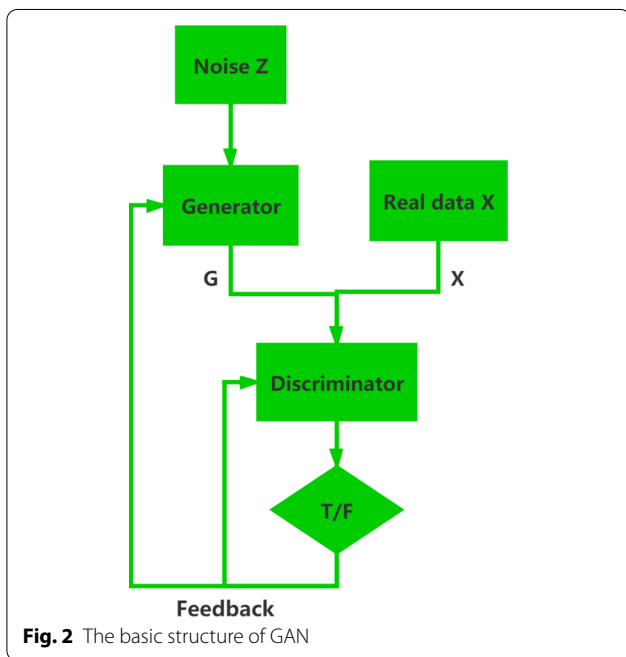 Noise Z
Generator
Real data X
G
X
Discriminator
T/F
Feedback
Fig. 2 The basic structure of GAN